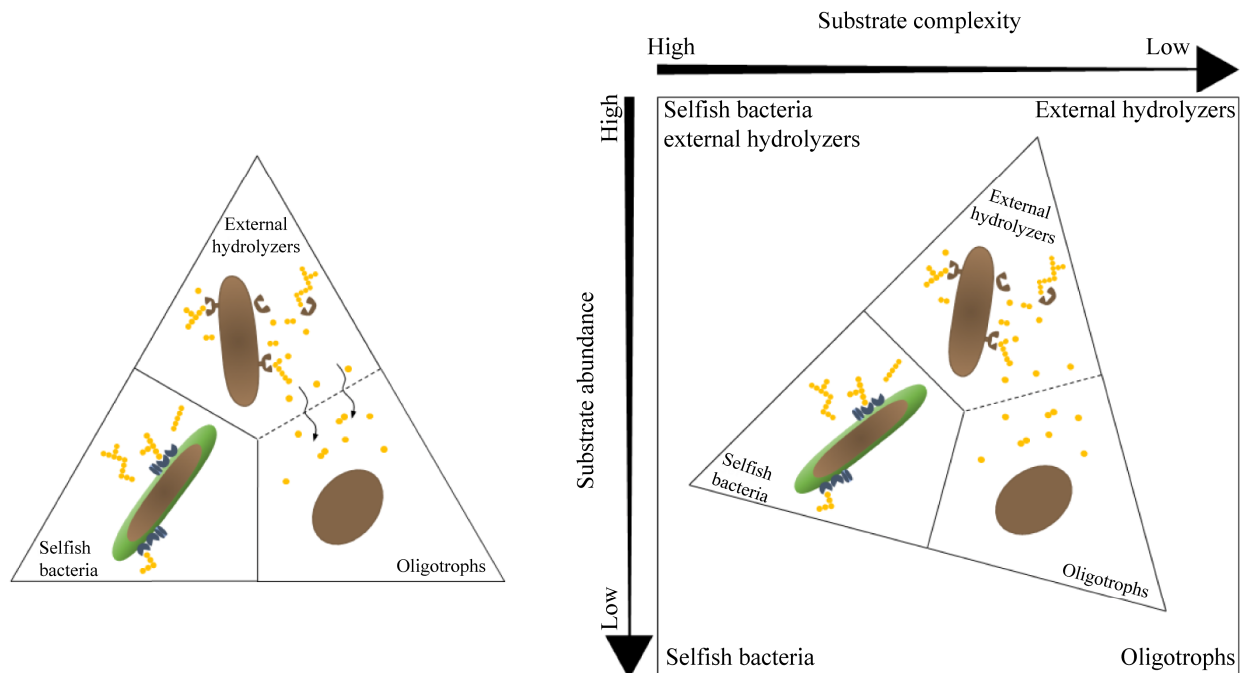 External
hydrolyzers
Selfish
bacteria
Oligotrophs
Substrate complexity
High
Low
Substrate abundance
High
Low
Selfish bacteria
external hydrolyzers
External hydrolyzers
External
hydrolyzers
Selfish
bacteria
Oligotrophs
Selfish bacteria
Oligotrophs